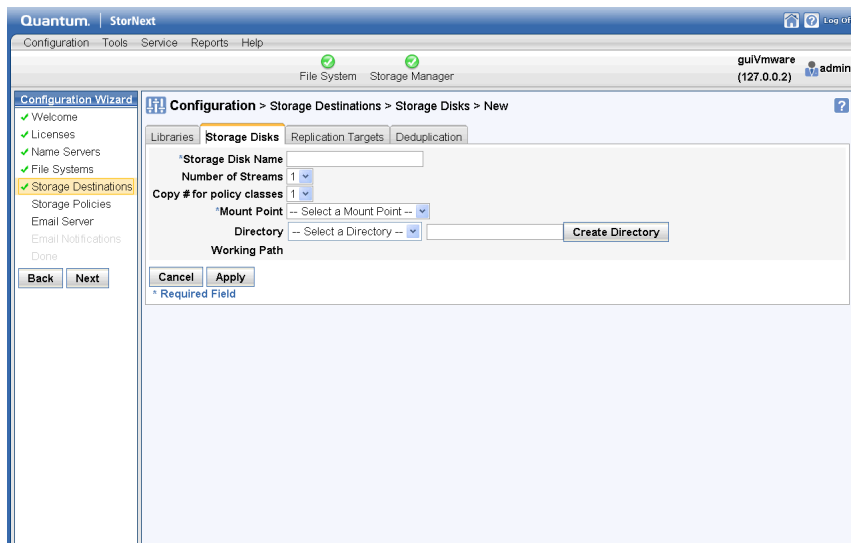 Quantum. | StorNext
Log Of
Configuration Tools Service Reports Help
File System Storage Manager
guiVmware
(127.0.0.2)
admin
Configuration Wizard
Welcome
Licenses
Name Servers
File Systems
Storage Destinations
Storage Policies
Email Server
Email Notifications
Done
Back Next
Configuration > Storage Destinations > Storage Disks > New
?
Libraries Storage Disks Replication Targets Deduplication
*Storage Disk Name
Number of Streams 1
Copy # for policy classes 1
*Mount Point -- Select a Mount Point --
Directory -- Select a Directory -- Create Directory
Working Path
Cancel Apply
* Required Field